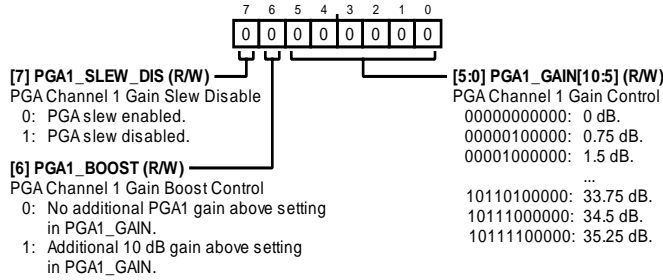 7 6 5 4 3 2 1 0
0 0 0 0 0 0 0 0
[7] PGA1_SLEW_DIS (R/W)
PGA Channel 1 Gain Slew Disable
0: PGA slew enabled.
1: PGA slew disabled.
[6] PGA1_BOOST (R/W)
PGA Channel 1 Gain Boost Control
0: No additional PGA1 gain above setting
in PGA1_GAIN.
1: Additional 10 dB gain above setting
in PGA1_GAIN.
[5:0] PGA1_GAIN[10:5] (R/W)
PGA Channel 1 Gain Control
00000000000: 0 dB.
00000100000: 0.75 dB.
00001000000: 1.5 dB.
...
10110100000: 33.75 dB.
10111000000: 34.5 dB.
10111100000: 35.25 dB.